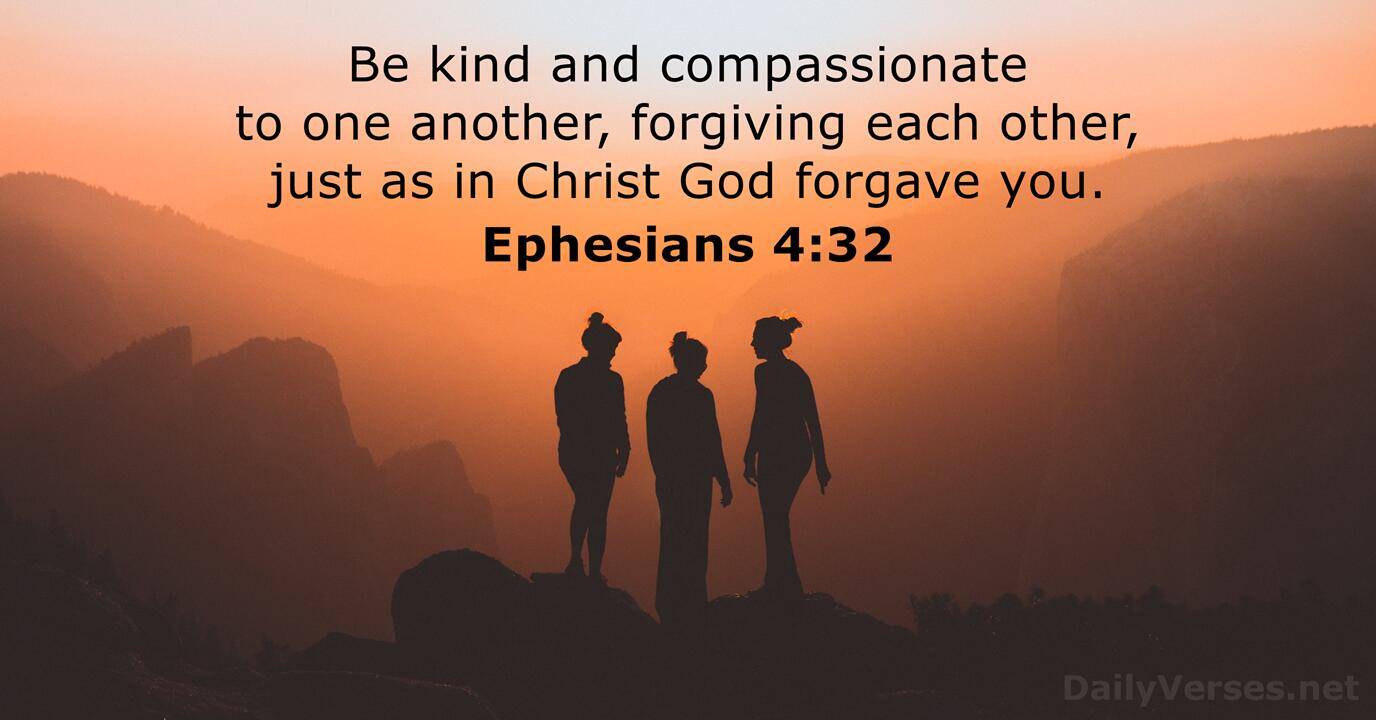 Be kind and compassionate
to one another, forgiving each other,
just as in Christ God forgave you.
Ephesians 4:32
DailyVerses.net